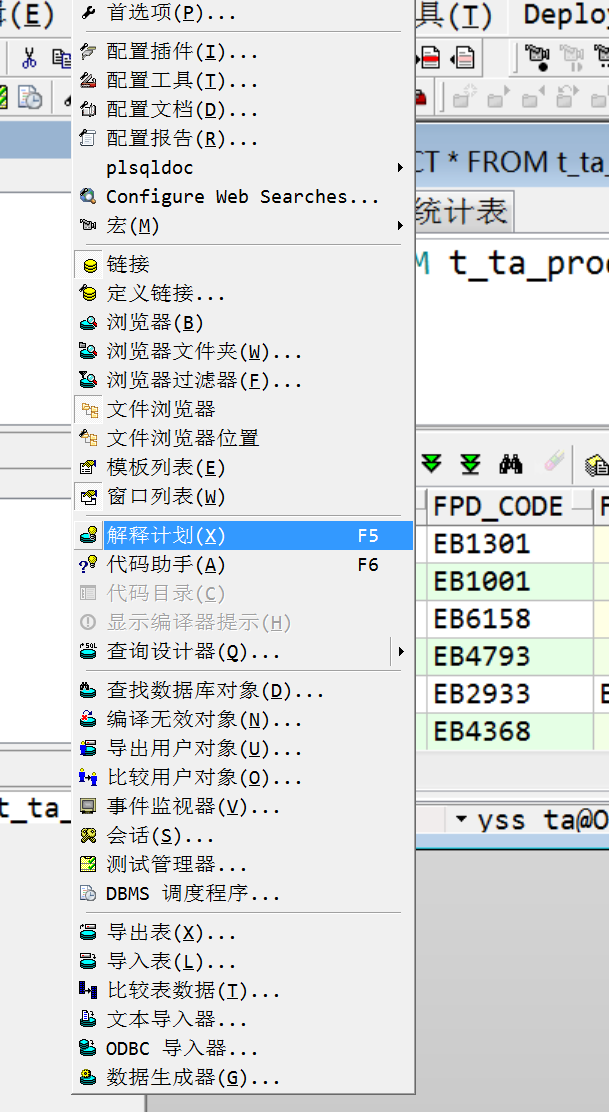 (E)
首选项(P)...
具(T)
Deplo
配置插件(I)...
配置工具(T)...
配置文档(D)...
配置报告(R)...
plsqldoc
Configure Web Searches...
宏(M)
CT * FROM t_ta_
统计表
M t_ta_prod
链接
定义链接...
浏览器(B)
浏览器文件夹(W)...
浏览器过滤器(F)...
文件浏览器
文件浏览器位置
模板列表(E)
窗口列表(W)
解释计划(X) F5
代码助手(A) F6
代码目录(C)
显示编译器提示(H)
查询设计器(Q)...
查找数据库对象(D)...
编译无效对象(N)...
导出用户对象(U)...
比较用户对象(O)...
事件监视器(V)...
会话(S)...
测试管理器...
DBMS 调度程序...
导出表(X)...
导入表(L)...
比较表数据(T)...
文本导入器...
ODBC 导入器...
数据生成器(G)...
FPD_CODE F
EB1301
EB1001
EB6158
EB4793
EB2933 E
EB4368
t_ta_
yss ta@O